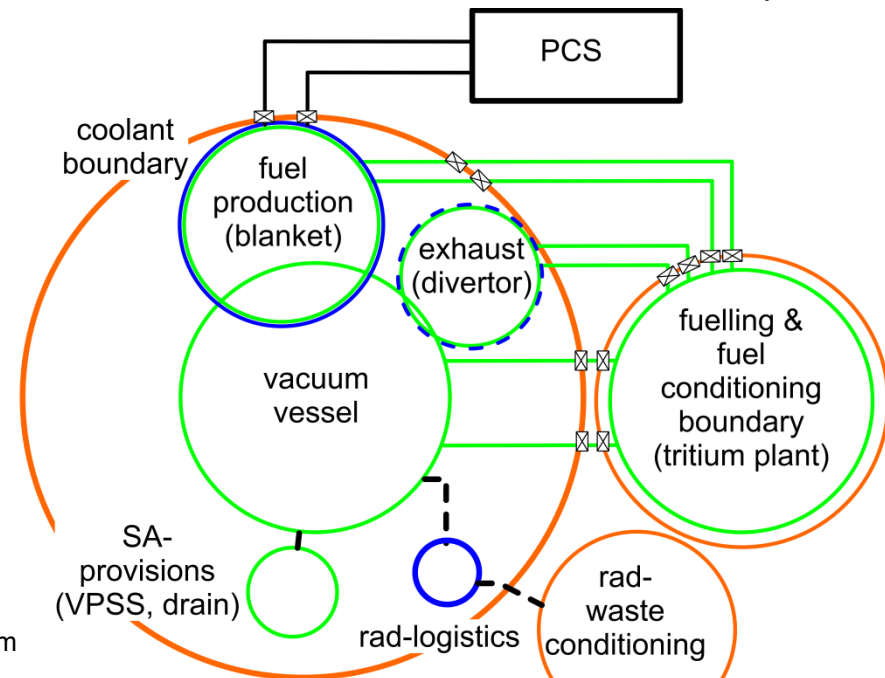 PCS
coolant
boundary
fuel
production
(blanket)
exhaust
(divertor)
fuelling &
fuel
conditioning
boundary
(tritium plant)
vacuum
vessel
SA-
provisions
(VPSS, drain)
rad-logistics
rad-
waste
conditioning
m